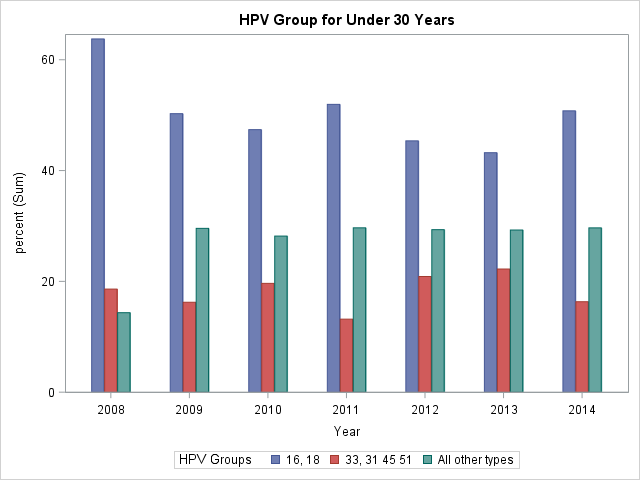 HPV Group for Under 30 Years
60
40
20
0
percent (Sum)
2008 2009 2010 2011 2012 2013 2014
Year
HPV Groups 16, 18 33, 31 45 51 All other types